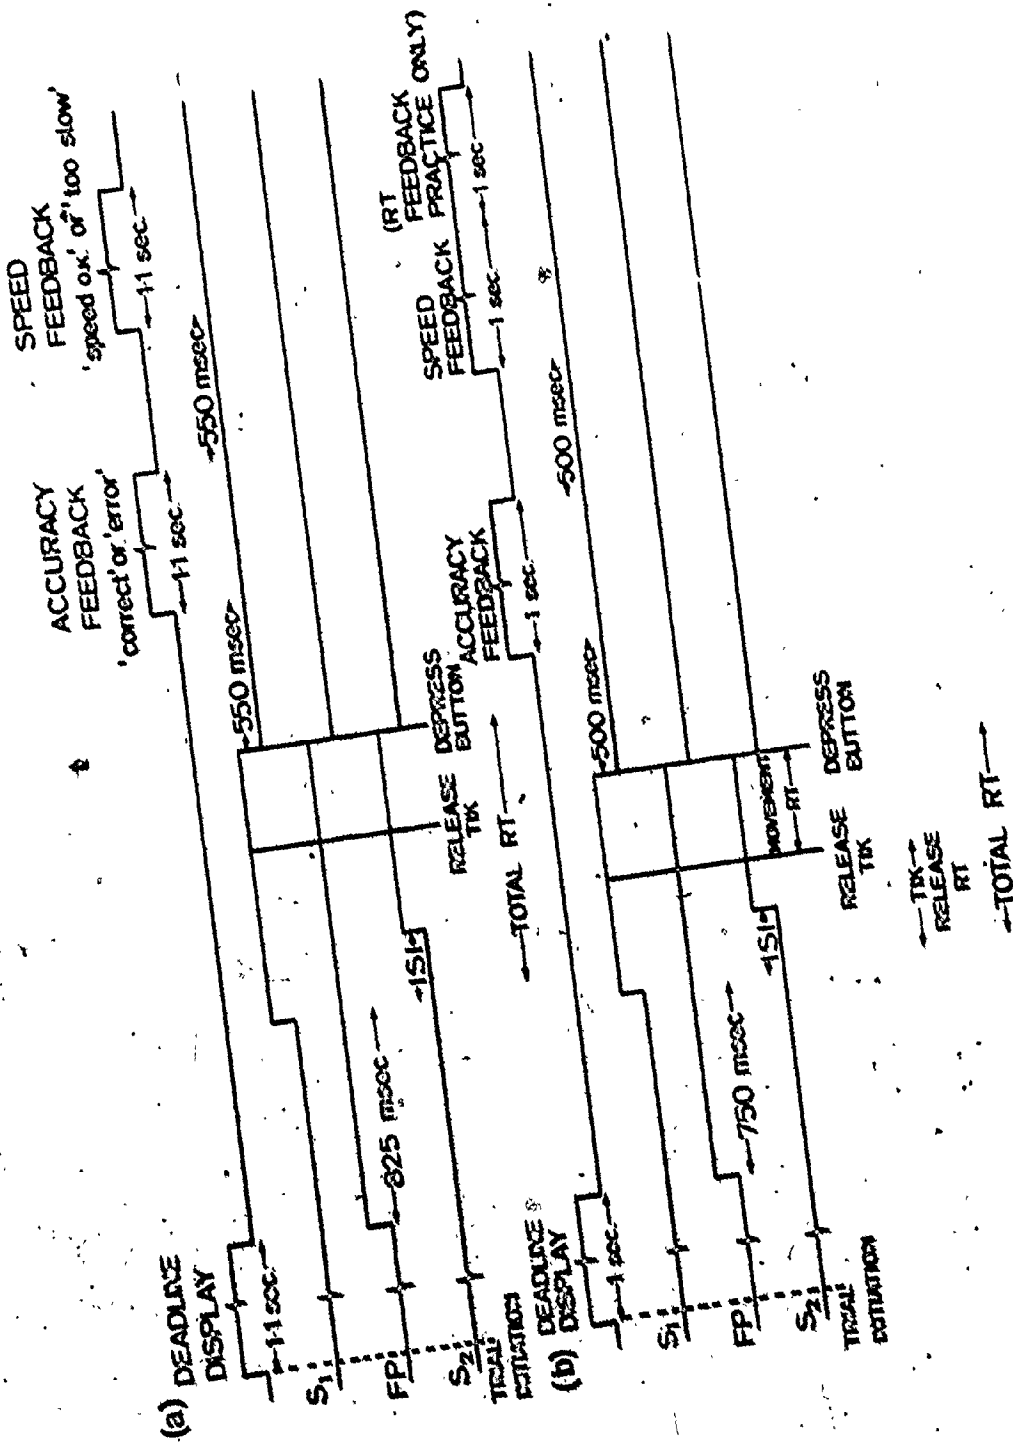 (a) DEADLINE
DISPLAY
1·1 sec.
ACCURACY
FEEDBACK
'correct' or 'error'
1·1 sec.
SPEED
FEEDBACK
'speed o.k.' or 'too slow'
1·1 sec.
S1
550 msec
550 msec
FP
825 msec
S2
ISI
TRIAL
INITIATION
RELEASE
TIK
DEPRESS
BUTTON
TOTAL RT
(b) DEADLINE
DISPLAY
1 sec.
ACCURACY
FEEDBACK
1 sec.
SPEED
FEEDBACK
1 sec.
(RT
FEEDBACK
PRACTICE ONLY)
1 sec.
S1
500 msec
500 msec
FP
750 msec
S2
ISI
MOVEMENT
RT
TRIAL
INITIATION
RELEASE
TIK
DEPRESS
BUTTON
TIK
RELEASE
RT
TOTAL RT